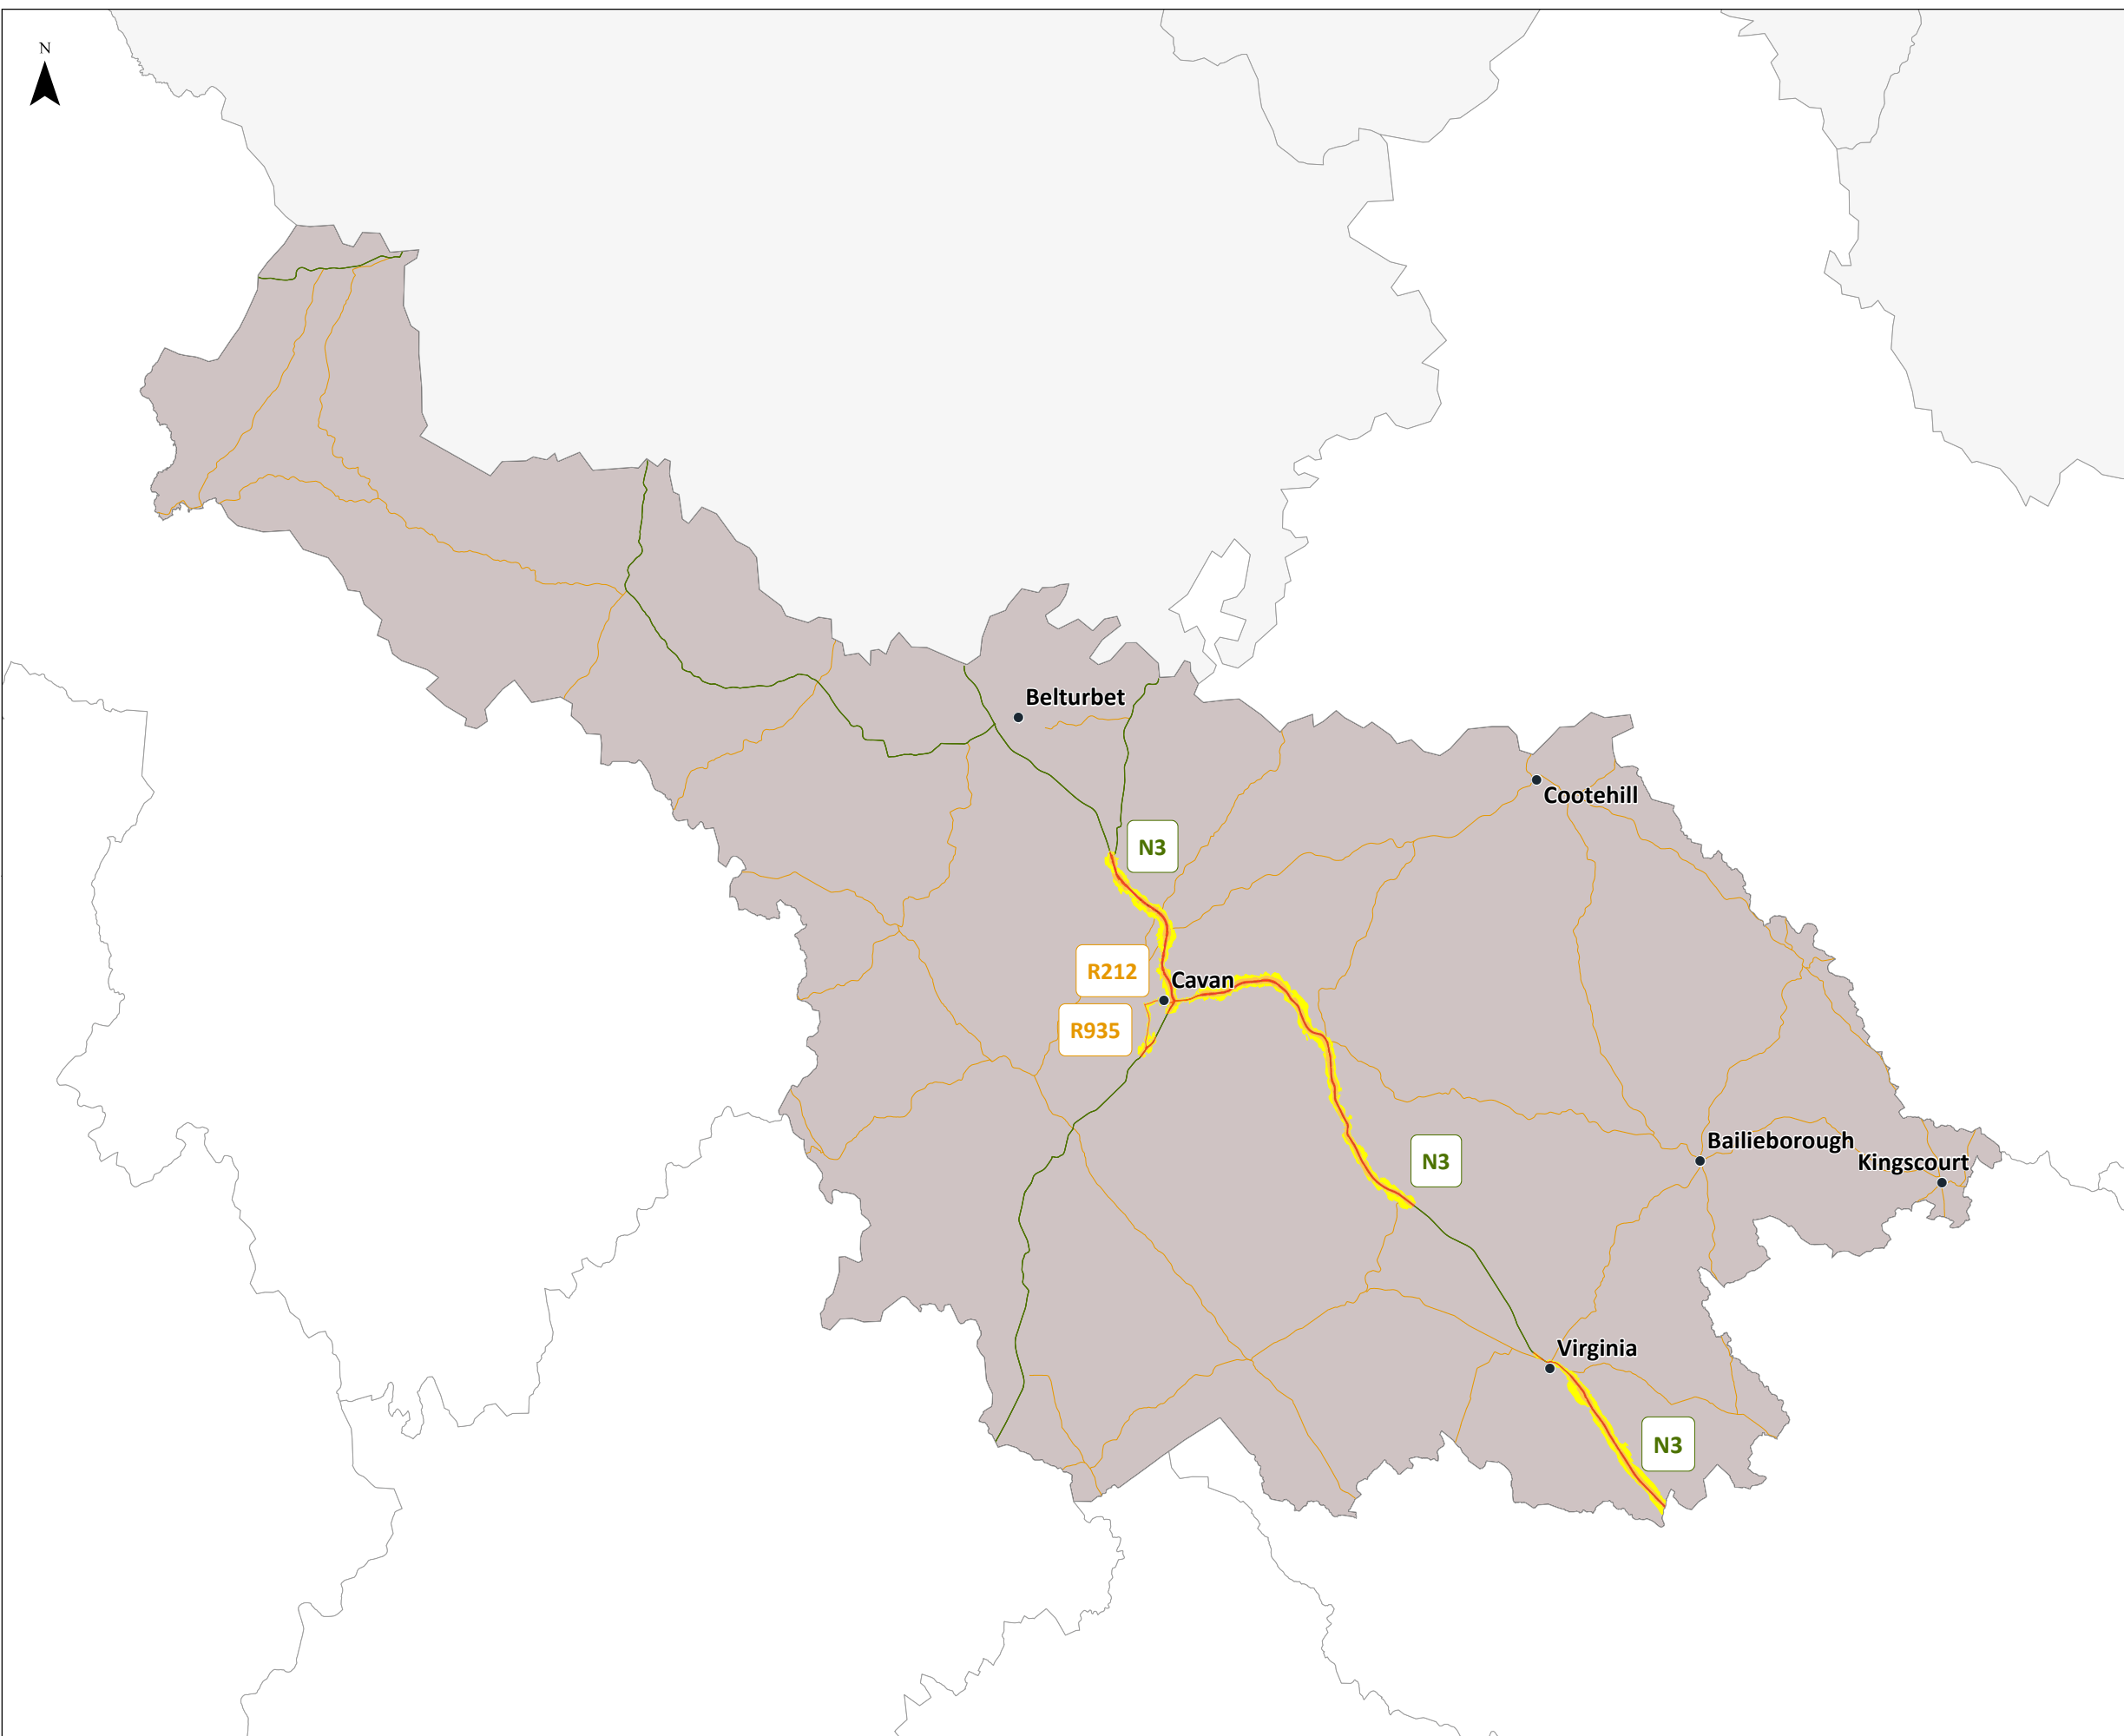 N
Belturbet
Cootehill
N3
R212
Cavan
R935
Bailieborough
N3
Kingscourt
Virginia
N3